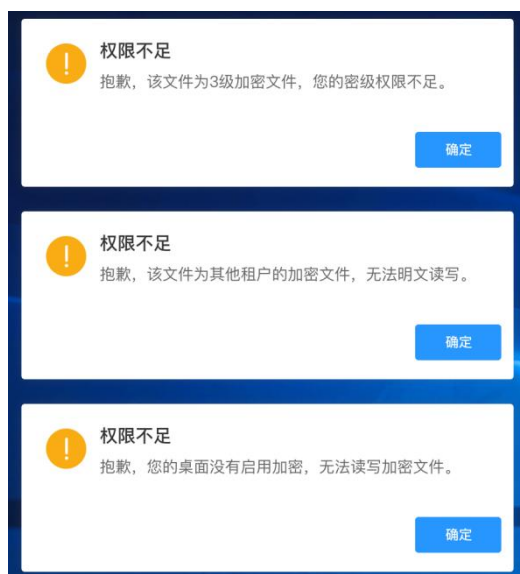 权限不足
抱歉，该文件为3级加密文件，您的密级权限不足。
确定
权限不足
抱歉，该文件为其他租户的加密文件，无法明文读写。
确定
权限不足
抱歉，您的桌面没有启用加密，无法读写加密文件。
确定